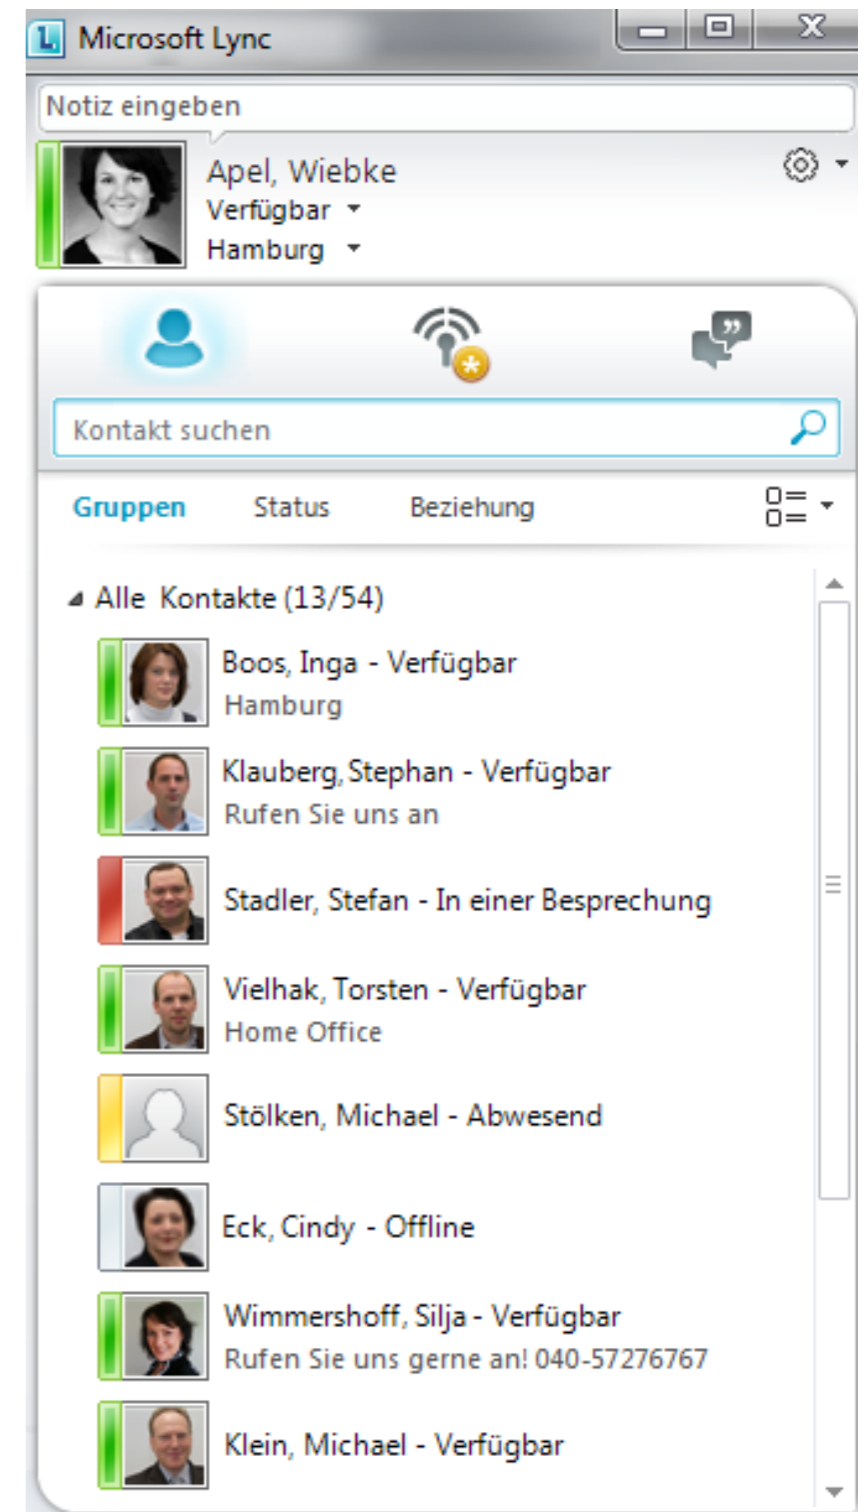 Microsoft Lync
Notiz eingeben
Apel, Wiebke
Verfügbar
Hamburg
Kontakt suchen
Gruppen Status Beziehung
Alle Kontakte (13/54)
Boos, Inga - Verfügbar
Hamburg
Klauberg, Stephan - Verfügbar
Rufen Sie uns an
Stadler, Stefan - In einer Besprechung
Vielhak, Torsten - Verfügbar
Home Office
Stölken, Michael - Abwesend
Eck, Cindy - Offline
Wimmershoff, Silja - Verfügbar
Rufen Sie uns gerne an! 040-57276767
Klein, Michael - Verfügbar